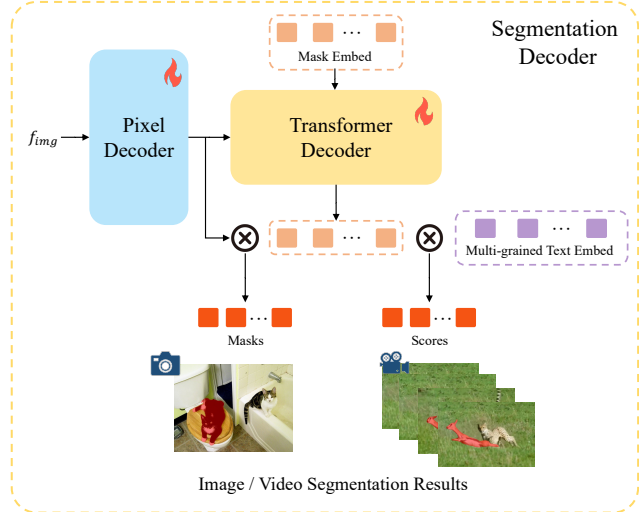 Segmentation
Decoder
···
Mask Embed
f_img
Pixel
Decoder
Transformer
Decoder
···
···
Multi-grained Text Embed
···
···
Masks
Scores
Image / Video Segmentation Results